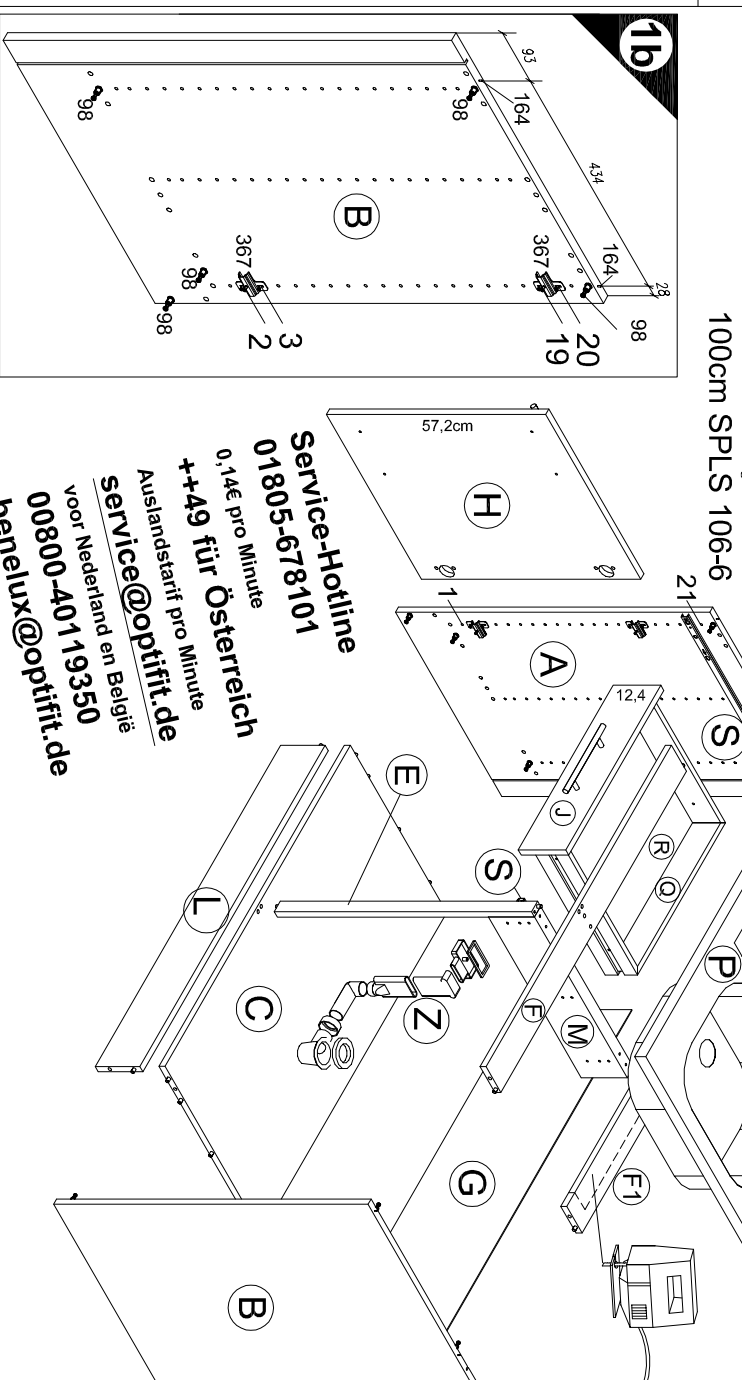 100cm SPLS 106-6
1b
93
434
28
164
164
98
98
98
98
98
B
367
367
20
19
3
2
Service-Hotline
01805-678101
0,14€ pro Minute
++49 für Österreich
Auslandstarif pro Minute
service@optifit.de
voor Nederland en België
00800-40119350
benelux@optifit.de
57,2cm
H
21
1
A
S
12,4
J
R
Q
P
E
S
F
M
F1
L
C
Z
G
B